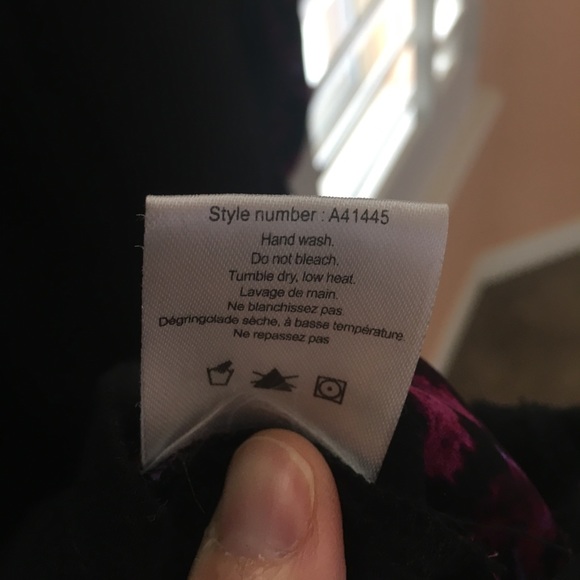 Style number : A41445
Hand wash.
Do not bleach.
Tumble dry, low heat.
Lavage de main.
Ne blanchissez pas
Dégringolade sèche, à basse température.
Ne repassez pas